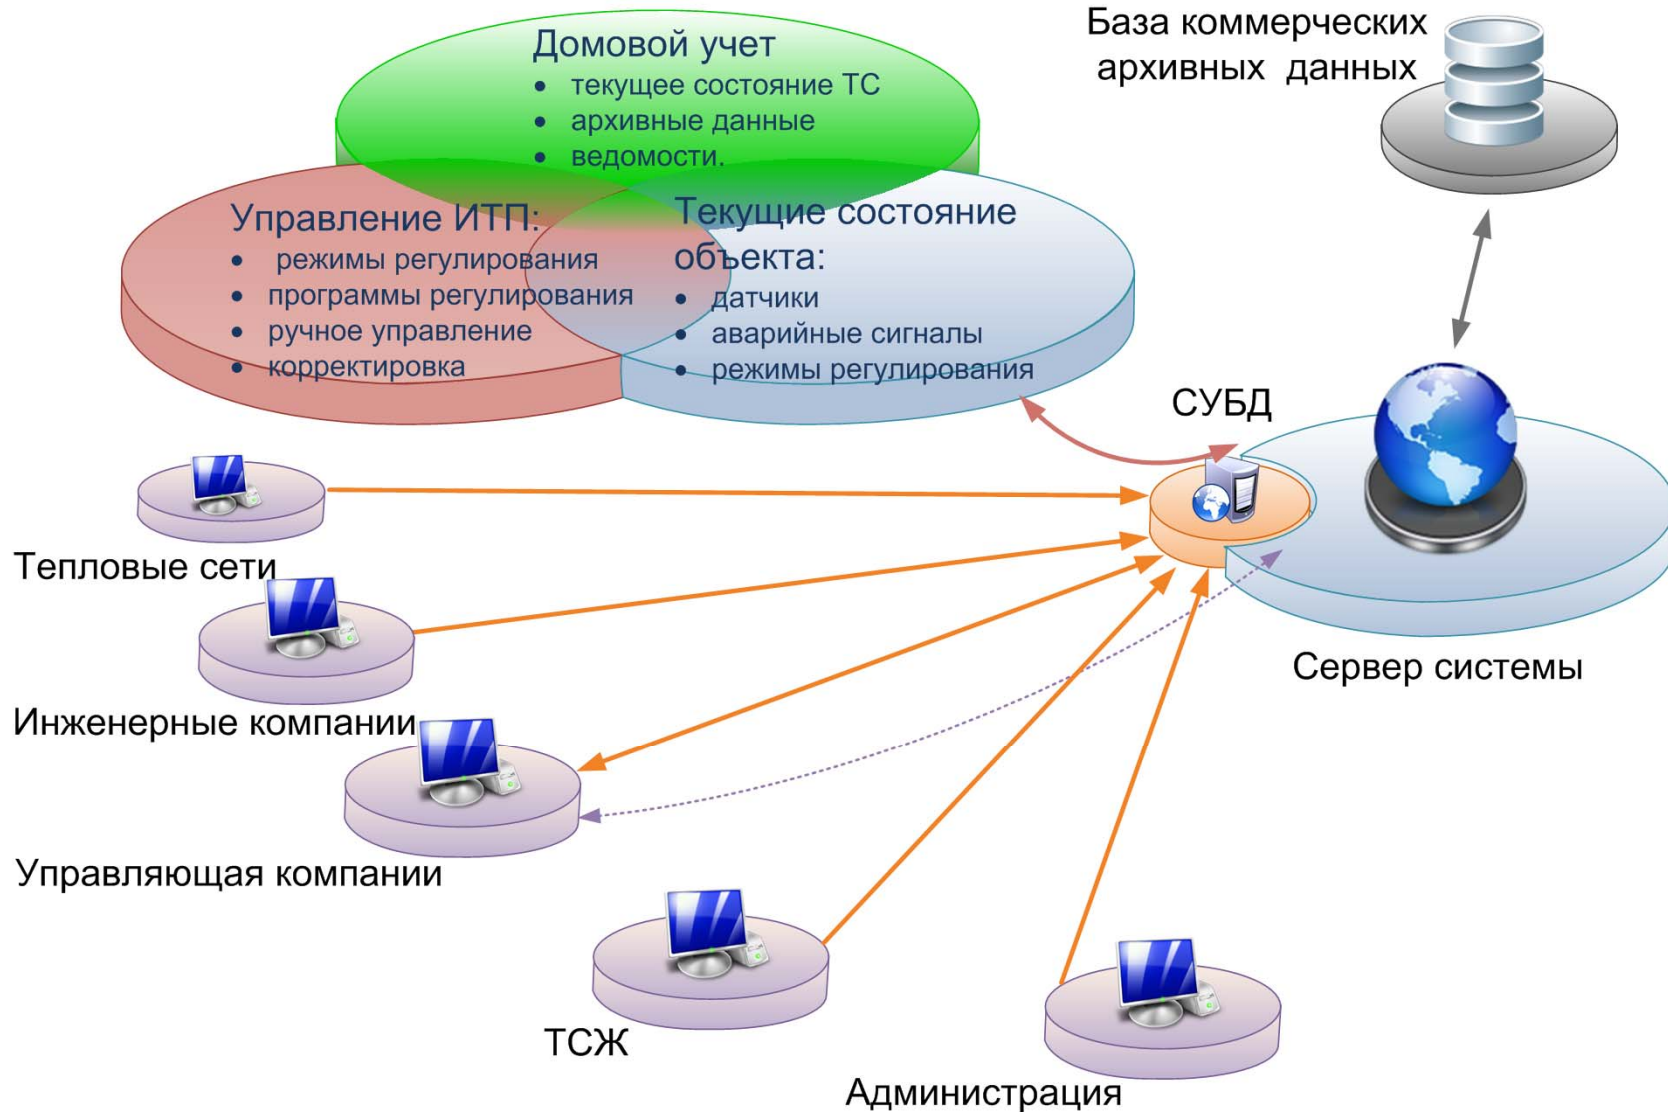 Домовой учет
• текущее состояние ТС
• архивные данные
• ведомости.
База коммерческих
архивных данных
Управление ИТП:
• режимы регулирования
• программы регулирования
• ручное управление
• корректировка
Текущие состояние
объекта:
• датчики
• аварийные сигналы
• режимы регулирования
СУБД
Тепловые сети
Сервер системы
Инженерные компании
Управляющая компании
ТСЖ
Администрация